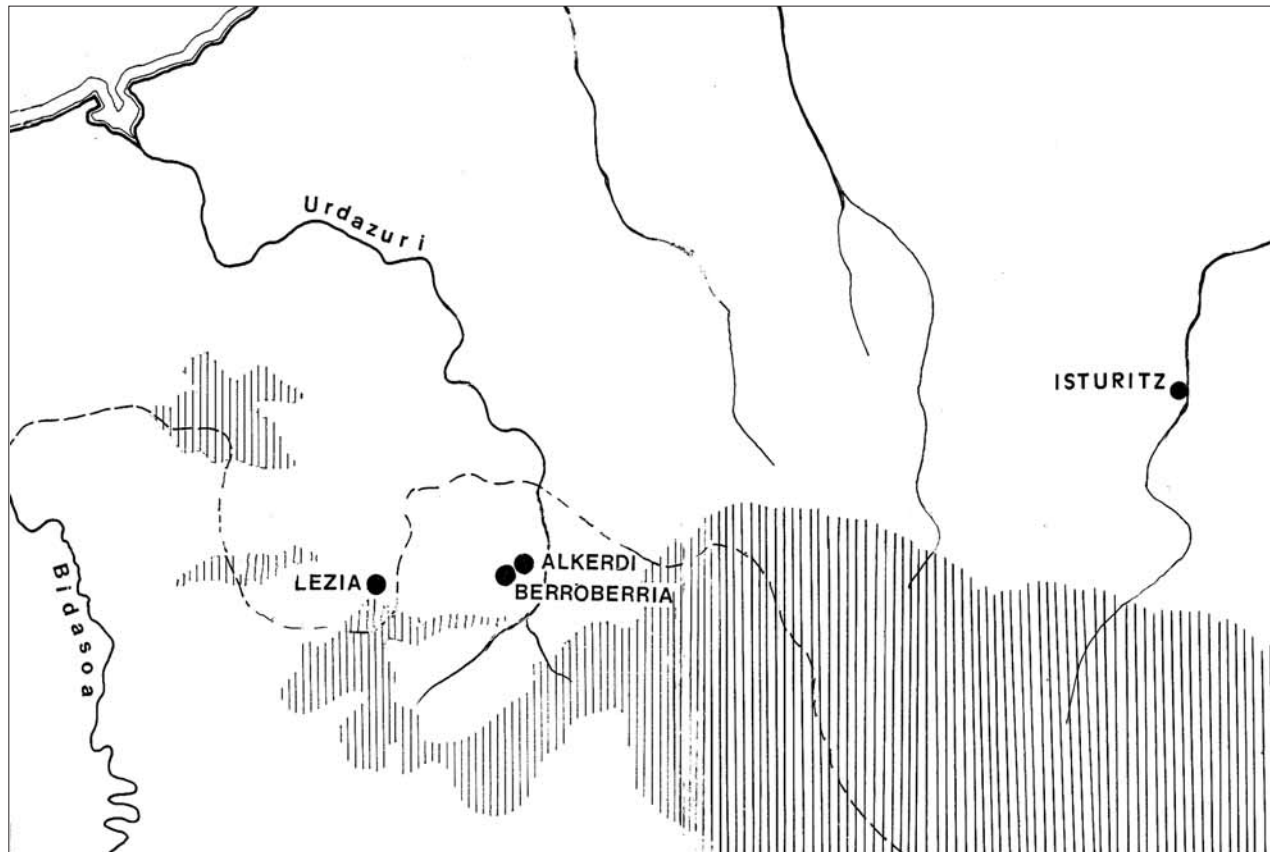 Urdazuri
ISTURITZ
ALKERDI
LEZIA
BERROBERRIA
Bidasoa